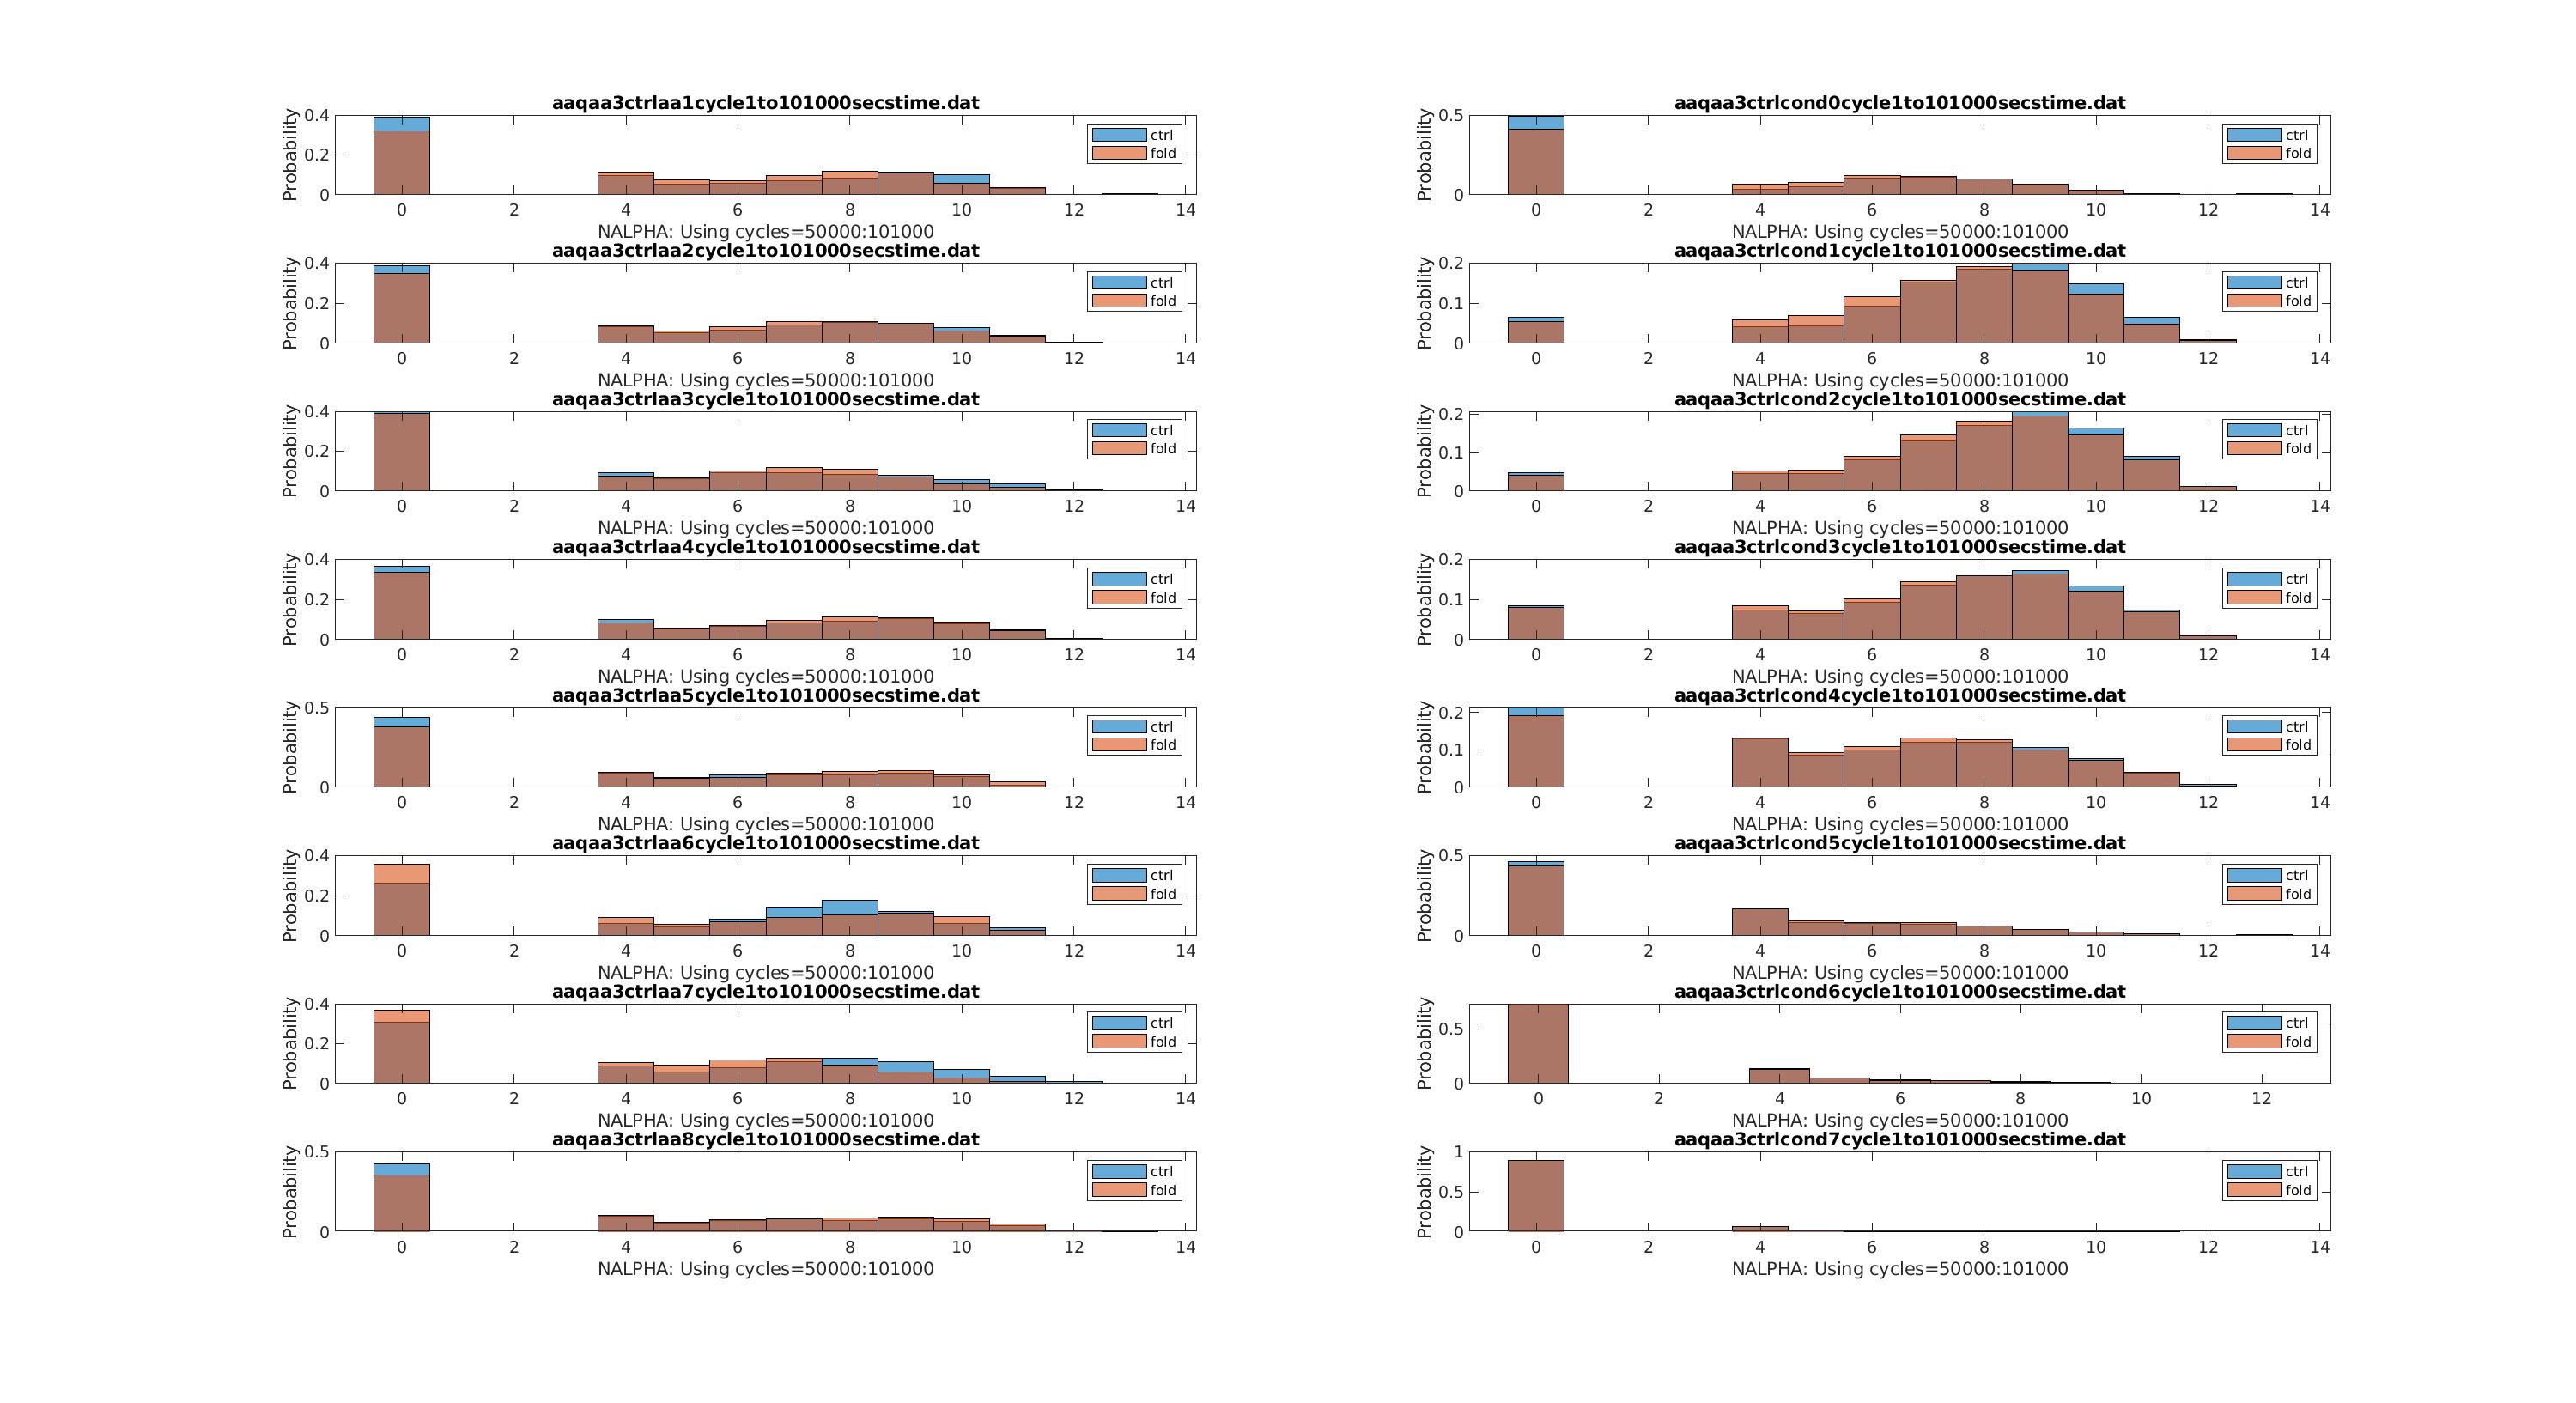 aaqaa3ctrlaa1cycle1to101000secstime.dat
Probability
0.4
0.2
0
ctrl
fold
0 2 4 6 8 10 12 14
NALPHA: Using cycles=50000:101000
aaqaa3ctrlaa2cycle1to101000secstime.dat
Probability
0.4
0.2
0
ctrl
fold
0 2 4 6 8 10 12 14
NALPHA: Using cycles=50000:101000
aaqaa3ctrlaa3cycle1to101000secstime.dat
Probability
0.4
0.2
0
ctrl
fold
0 2 4 6 8 10 12 14
NALPHA: Using cycles=50000:101000
aaqaa3ctrlaa4cycle1to101000secstime.dat
Probability
0.4
0.2
0
ctrl
fold
0 2 4 6 8 10 12 14
NALPHA: Using cycles=50000:101000
aaqaa3ctrlaa5cycle1to101000secstime.dat
Probability
0.5
0
ctrl
fold
0 2 4 6 8 10 12 14
NALPHA: Using cycles=50000:101000
aaqaa3ctrlaa6cycle1to101000secstime.dat
Probability
0.4
0.2
0
ctrl
fold
0 2 4 6 8 10 12 14
NALPHA: Using cycles=50000:101000
aaqaa3ctrlaa7cycle1to101000secstime.dat
Probability
0.4
0.2
0
ctrl
fold
0 2 4 6 8 10 12 14
NALPHA: Using cycles=50000:101000
aaqaa3ctrlaa8cycle1to101000secstime.dat
Probability
0.5
0
ctrl
fold
0 2 4 6 8 10 12 14
NALPHA: Using cycles=50000:101000
aaqaa3ctrlcond0cycle1to101000secstime.dat
Probability
0.5
0
ctrl
fold
0 2 4 6 8 10 12 14
NALPHA: Using cycles=50000:101000
aaqaa3ctrlcond1cycle1to101000secstime.dat
Probability
0.2
0.1
0
ctrl
fold
0 2 4 6 8 10 12 14
NALPHA: Using cycles=50000:101000
aaqaa3ctrlcond2cycle1to101000secstime.dat
Probability
0.2
0.1
0
ctrl
fold
0 2 4 6 8 10 12 14
NALPHA: Using cycles=50000:101000
aaqaa3ctrlcond3cycle1to101000secstime.dat
Probability
0.2
0.1
0
ctrl
fold
0 2 4 6 8 10 12 14
NALPHA: Using cycles=50000:101000
aaqaa3ctrlcond4cycle1to101000secstime.dat
Probability
0.2
0.1
0
ctrl
fold
0 2 4 6 8 10 12 14
NALPHA: Using cycles=50000:101000
aaqaa3ctrlcond5cycle1to101000secstime.dat
Probability
0.5
0
ctrl
fold
0 2 4 6 8 10 12 14
NALPHA: Using cycles=50000:101000
aaqaa3ctrlcond6cycle1to101000secstime.dat
Probability
0.5
0
ctrl
fold
0 2 4 6 8 10 12
NALPHA: Using cycles=50000:101000
aaqaa3ctrlcond7cycle1to101000secstime.dat
Probability
1
0.5
0
ctrl
fold
0 2 4 6 8 10 12 14
NALPHA: Using cycles=50000:101000